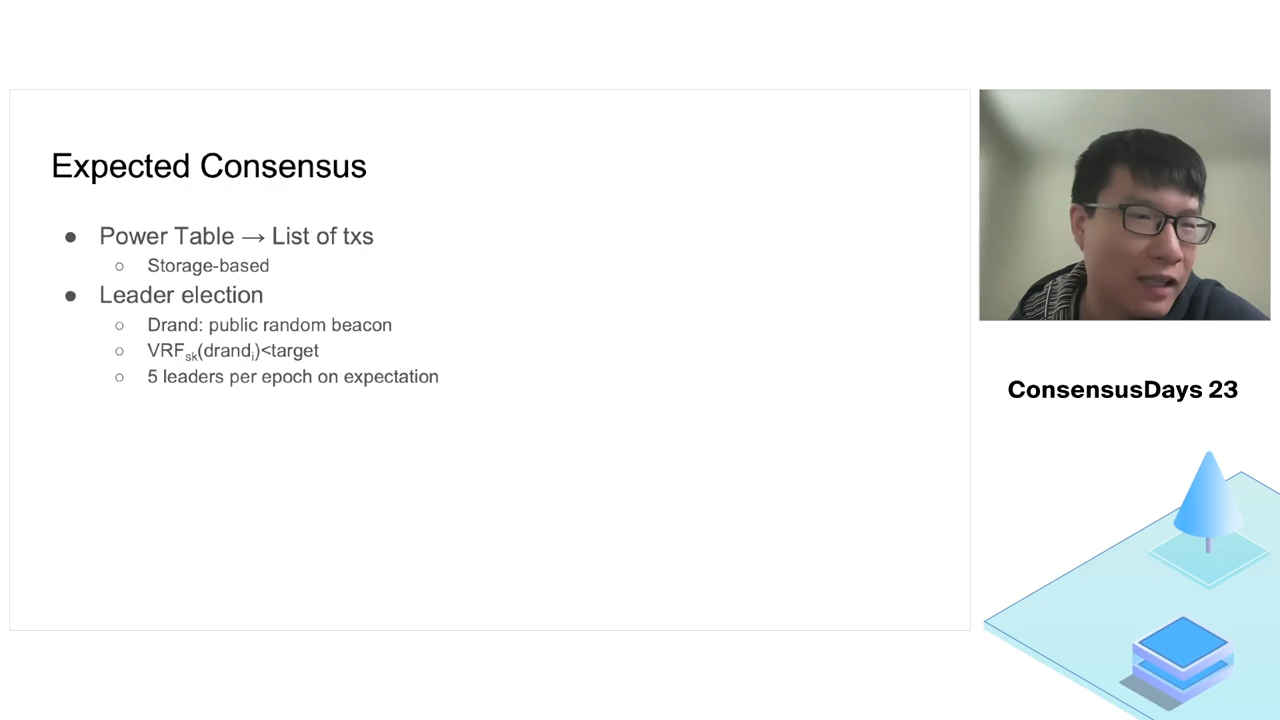 Expected Consensus
● Power Table → List of txs
○ Storage-based
● Leader election
○ Drand: public random beacon
○ VRFsk(drandi)<target
○ 5 leaders per epoch on expectation
ConsensusDays 23